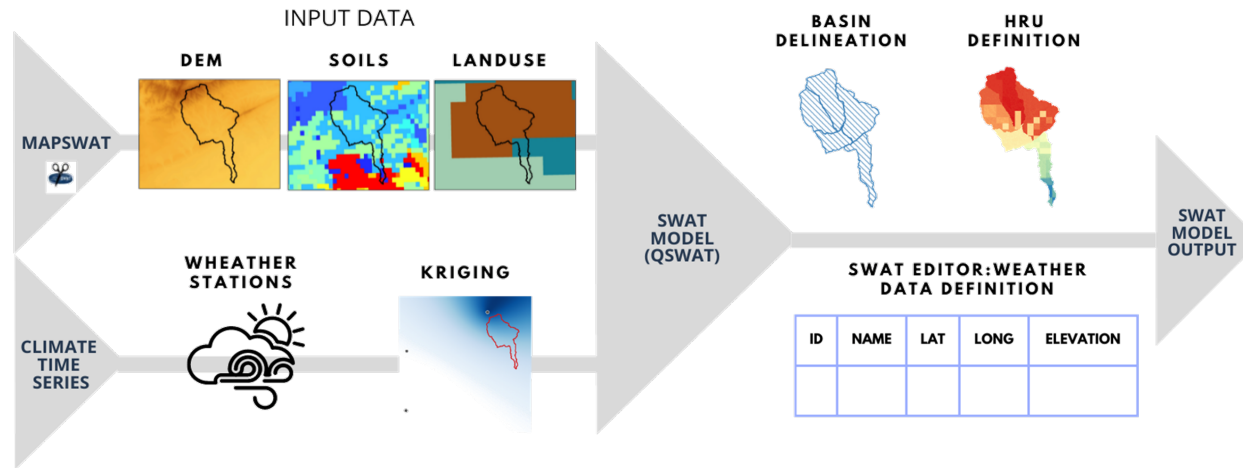 INPUT DATA
DEM
SOILS
LANDUSE
MAPSWAT
WHEATHER
STATIONS
KRIGING
CLIMATE
TIME
SERIES
SWAT
MODEL
(QSWAT)
BASIN
DELINEATION
HRU
DEFINITION
SWAT EDITOR:WEATHER
DATA DEFINITION
ID NAME LAT LONG ELEVATION
SWAT
MODEL
OUTPUT